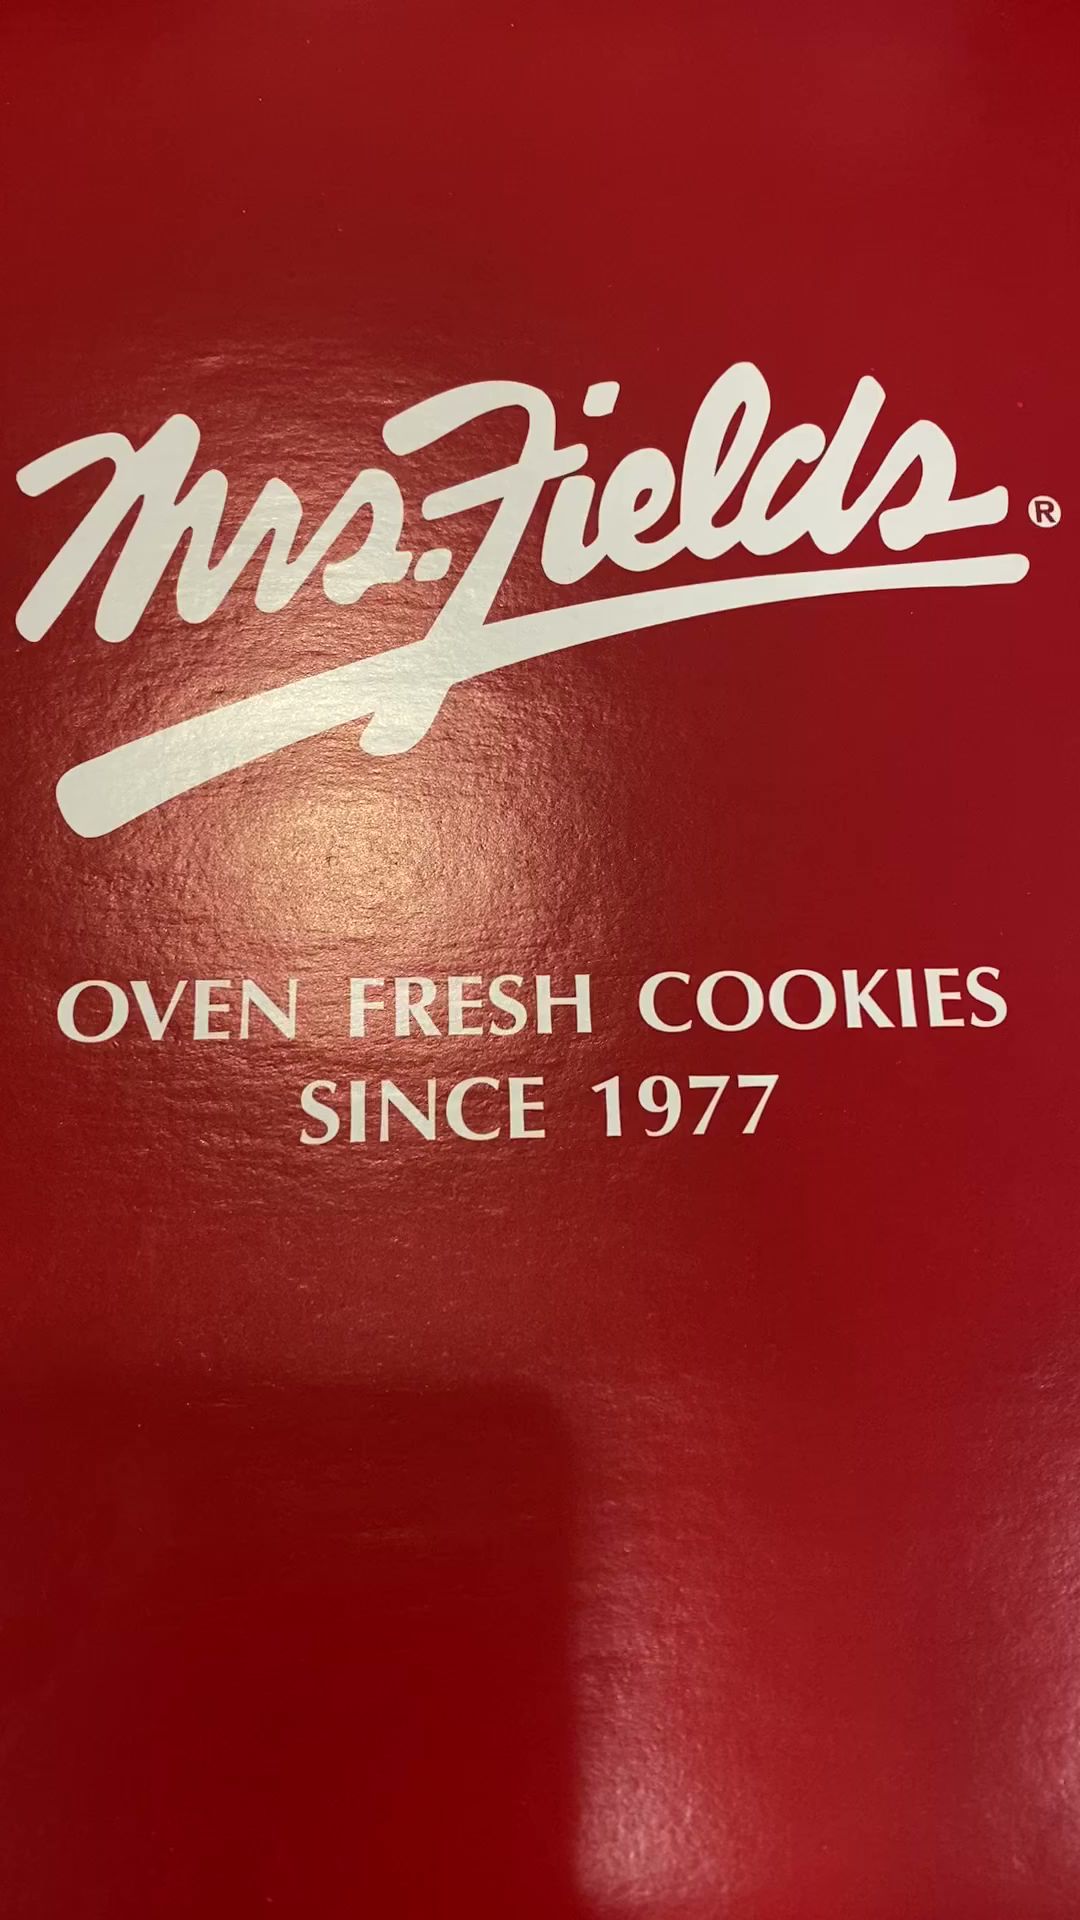 Mrs. Fields®
OVEN FRESH COOKIES
SINCE 1977